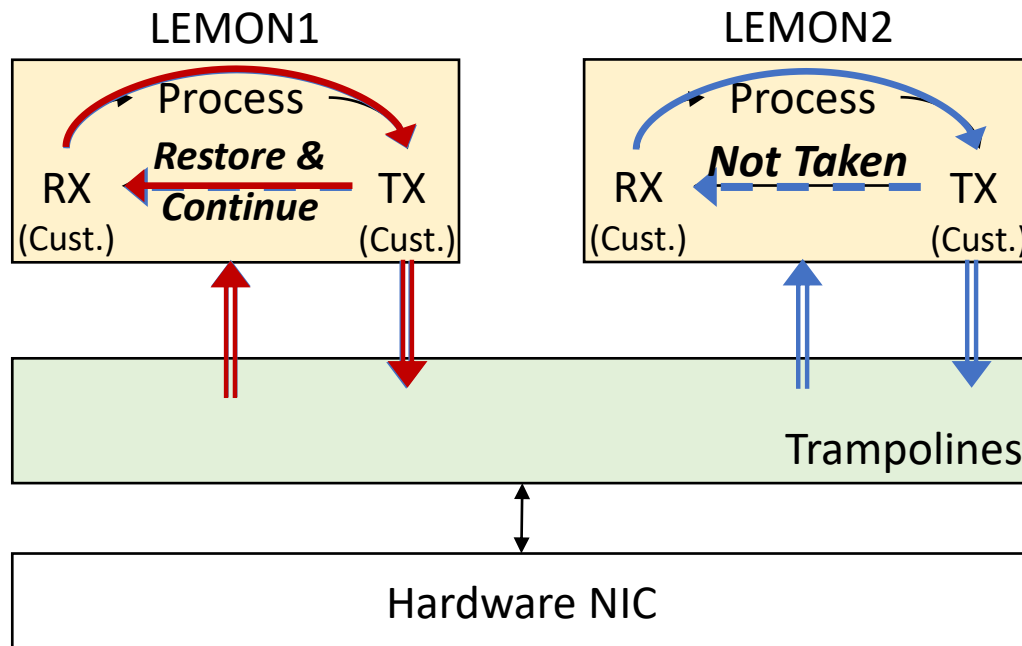 LEMON1
LEMON2
Process
Restore &
Continue
RX
(Cust.)
TX
(Cust.)
Process
Not Taken
RX
(Cust.)
TX
(Cust.)
Trampolines
Hardware NIC